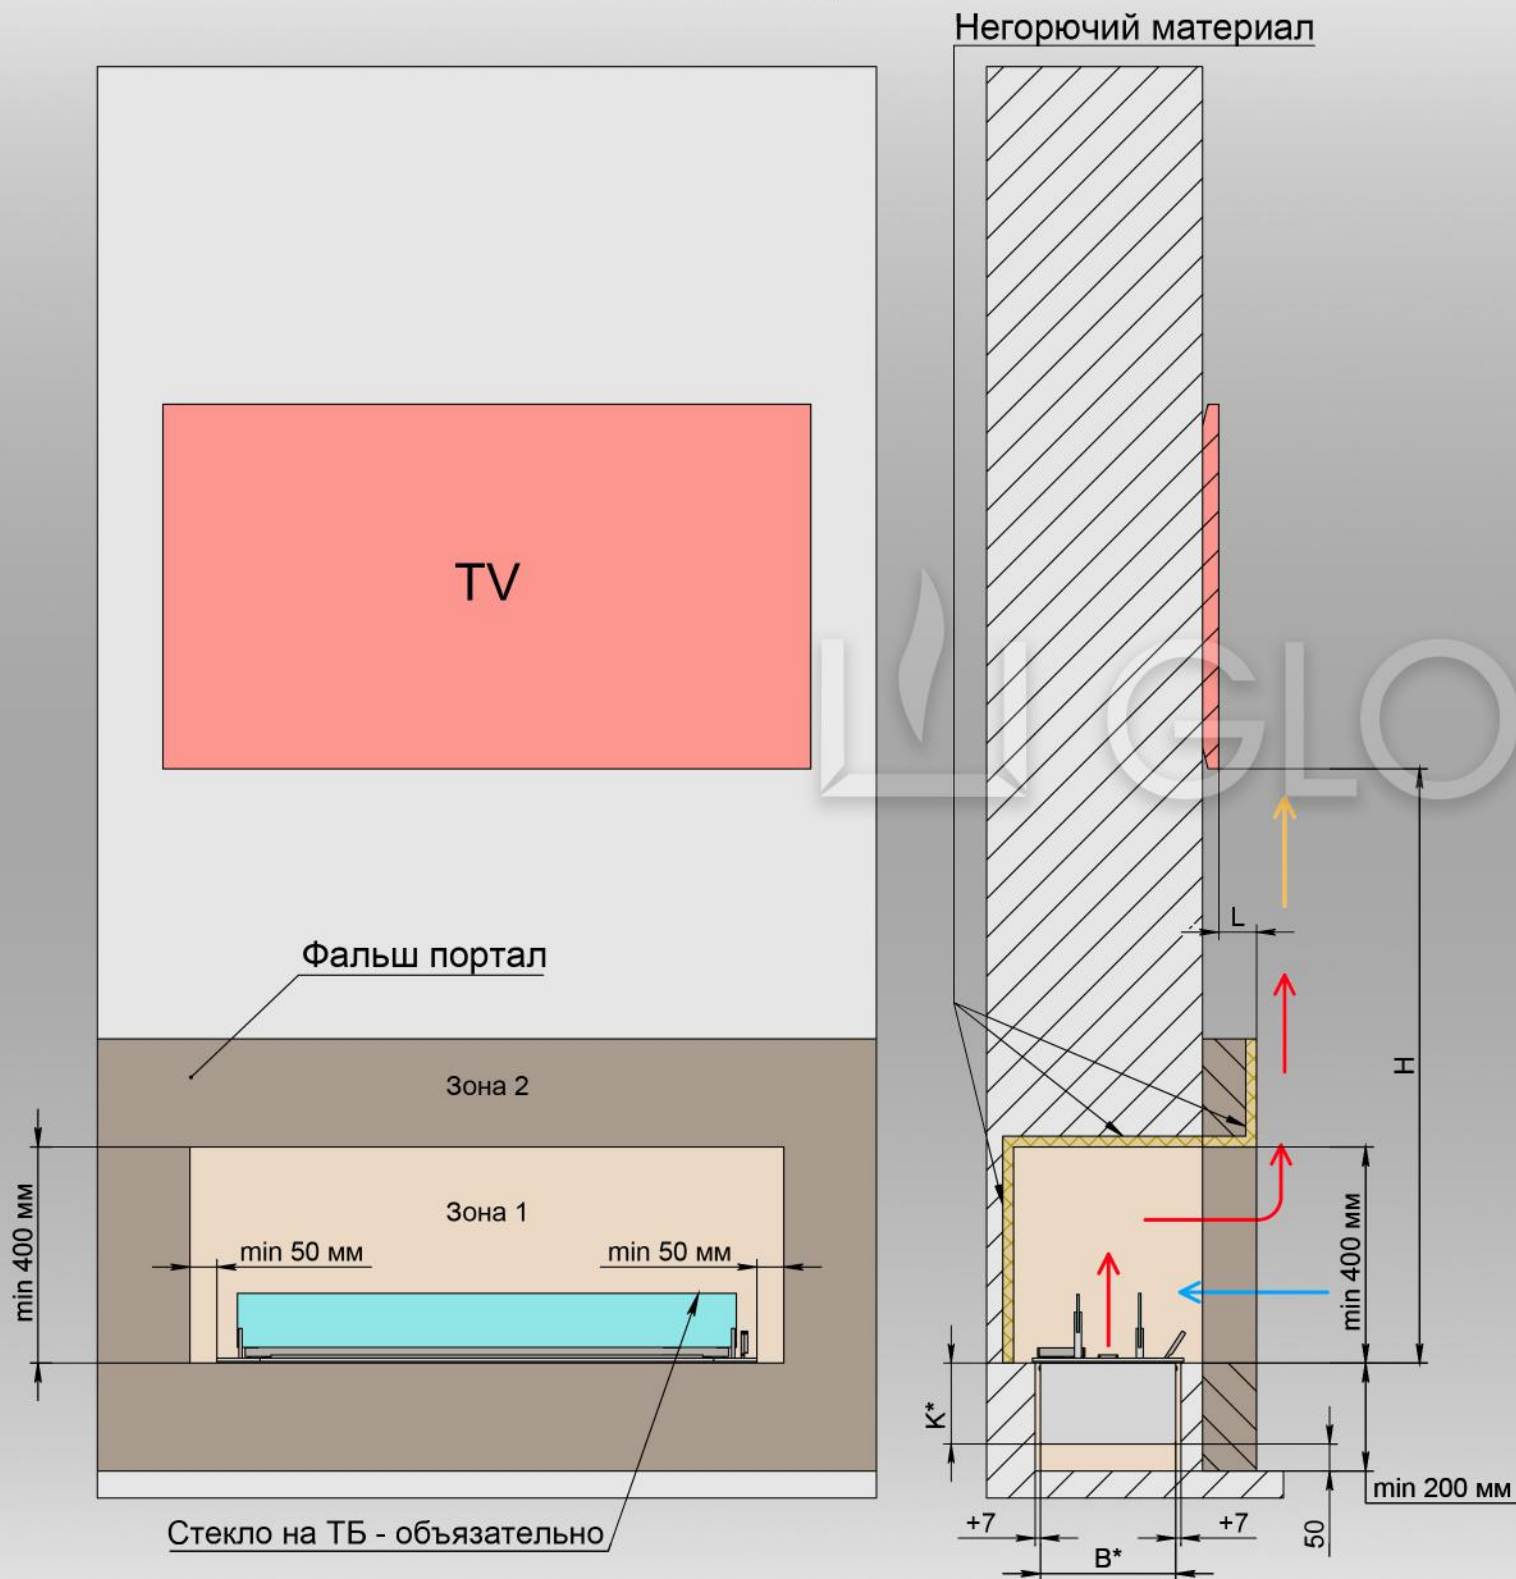 Негорючий материал
TV
GLO
L
Фальш портал
H
Зона 2
Зона 1
min 400 мм
min 50 мм
min 50 мм
min 400 мм
K*
min 200 мм
Стекло на ТБ - объязательно
+7
+7
50
B*